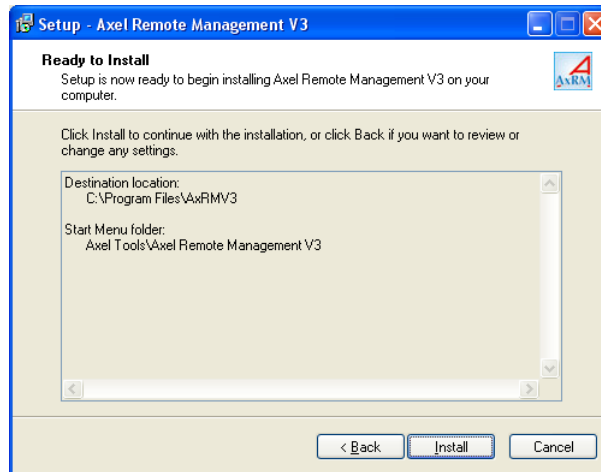 Setup - Axel Remote Management V3
Ready to Install
Setup is now ready to begin installing Axel Remote Management V3 on your
computer.
AxRM
Click Install to continue with the installation, or click Back if you want to review or
change any settings.
Destination location:
C:\Program Files\AxRMV3
Start Menu folder:
Axel Tools\Axel Remote Management V3
< Back
Install
Cancel